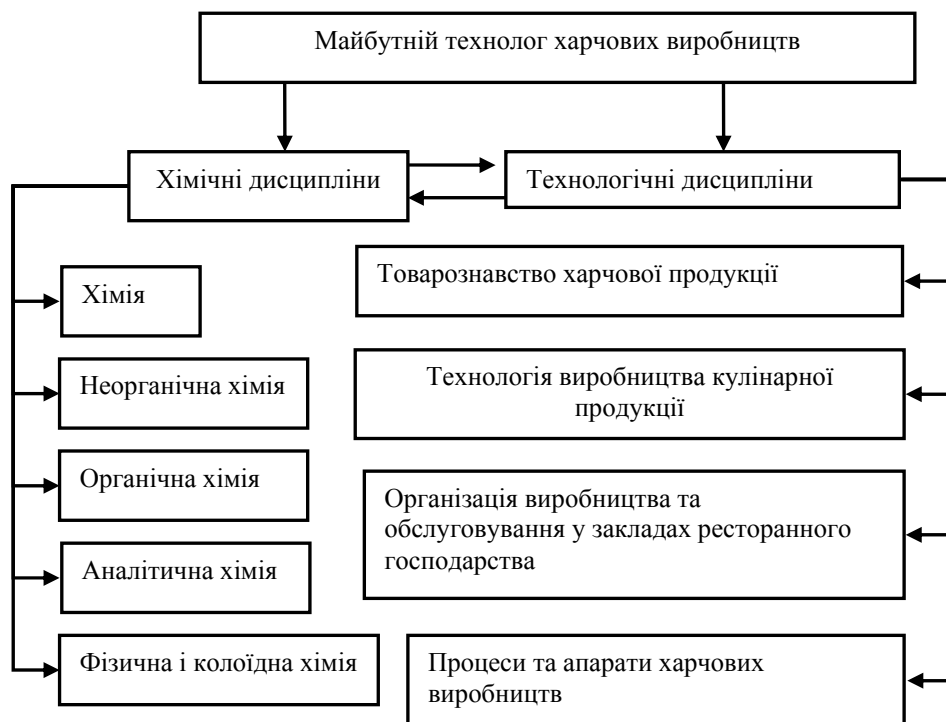 Майбутній технолог харчових виробництв
Хімічні дисципліни
Технологічні дисципліни
Хімія
Неорганічна хімія
Органічна хімія
Аналітична хімія
Фізична і колоїдна хімія
Товарознавство харчової продукції
Технологія виробництва кулінарної
продукції
Організація виробництва та
обслуговування у закладах ресторанного
господарства
Процеси та апарати харчових
виробництв